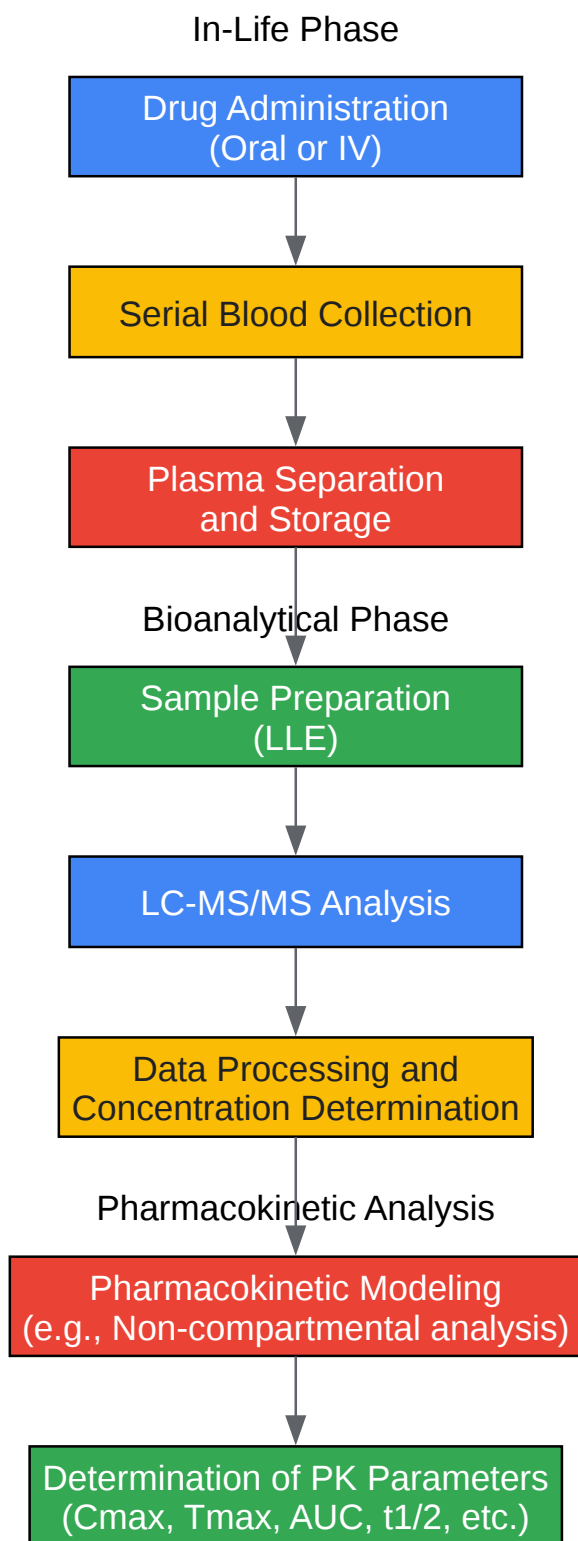 In-Life Phase
Drug Administration
(Oral or IV)
Serial Blood Collection
Plasma Separation
and Storage
Bioanalytical Phase
Sample Preparation
(LLE)
LC-MS/MS Analysis
Data Processing and
Concentration Determination
Pharmacokinetic Analysis
Pharmacokinetic Modeling
(e.g., Non-compartmental analysis)
Determination of PK Parameters
(Cmax, Tmax, AUC, t1/2, etc.)